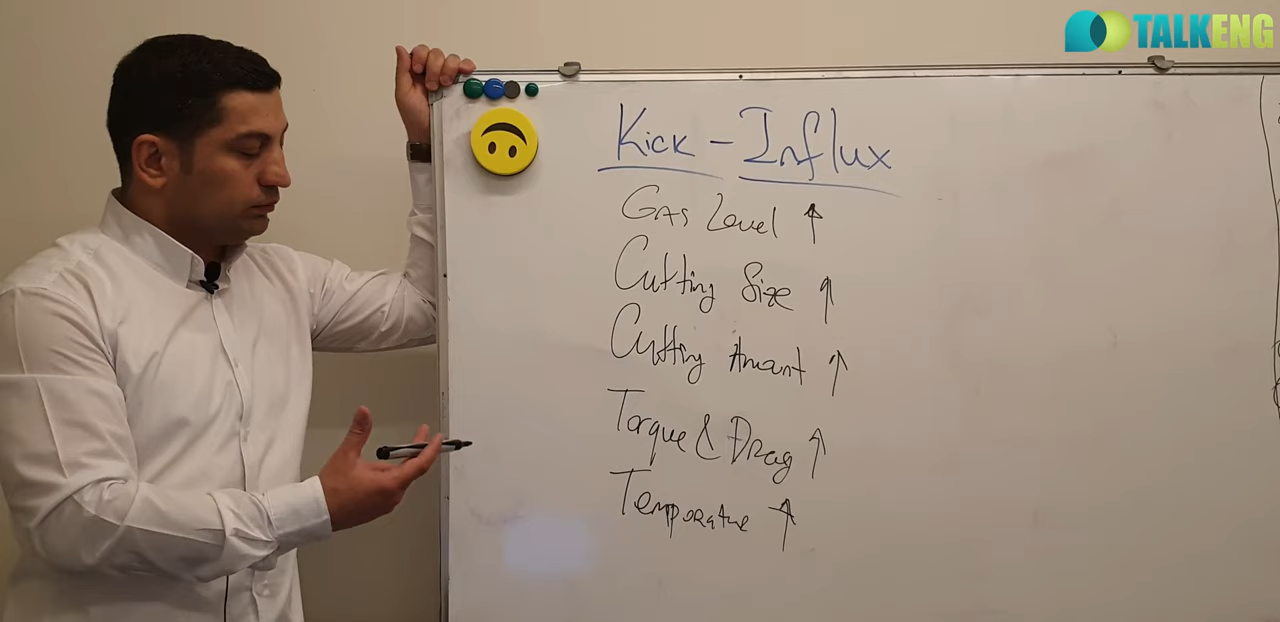 TALKENG
Kick - Influx
Gas Level ↑
Cutting Size ↑
Cutting Amount ↑
Torque & Drag ↑
Temperature ↑